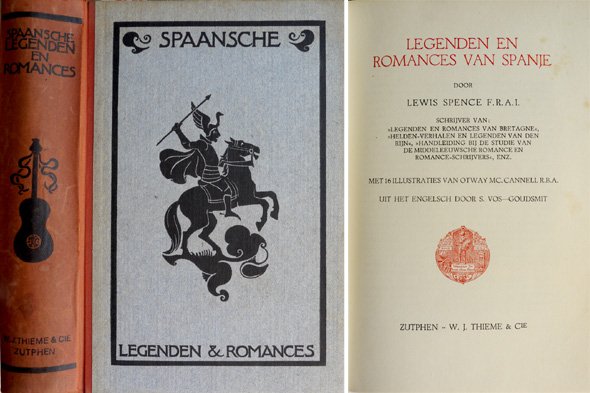 SPAANSCHE
LEGENDEN
EN
ROMANCES
W.J. THIEME & CIE
ZUTPHEN
SPAANSCHE
LEGENDEN & ROMANCES
LEGENDEN EN
ROMANCES VAN SPANJE
DOOR
LEWIS SPENCE F.R.A.I.
SCHRIJVER VAN:
»LEGENDEN EN ROMANCES VAN BRETAGNE«,
»HELDEN-VERHALEN EN LEGENDEN VAN DEN
RIJN«, »HANDLEIDING BIJ DE STUDIE VAN
DE MIDDELEEUWSCHE ROMANCE EN
ROMANCE-SCHRIJVERS«, ENZ.
MET 16 ILLUSTRATIES VAN OTWAY MC. CANNELL R.B.A.
UIT HET ENGELSCH DOOR S. VOS—GOUDSMIT
ZUTPHEN - W. J. THIEME & CIE